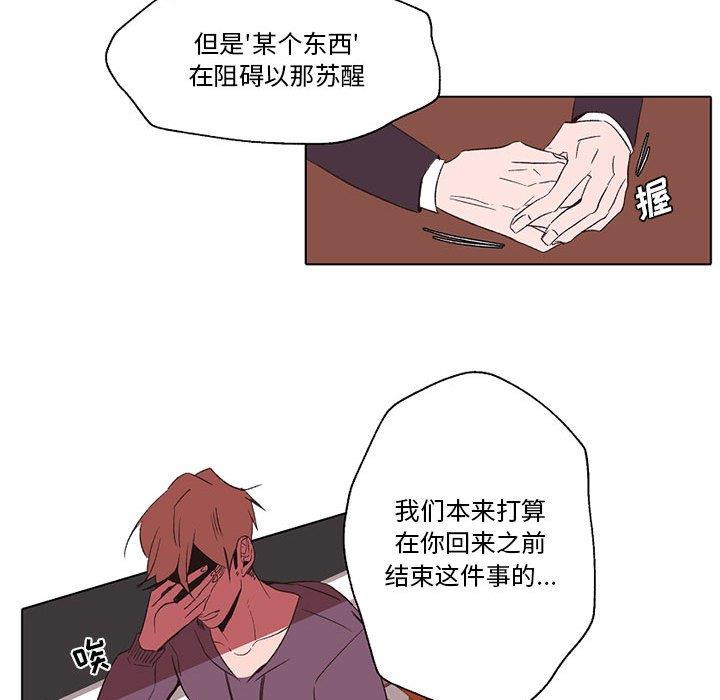 但是'某个东西'
在阻碍以那苏醒
握
我们本来打算
在你回来之前
结束这件事的...
唉